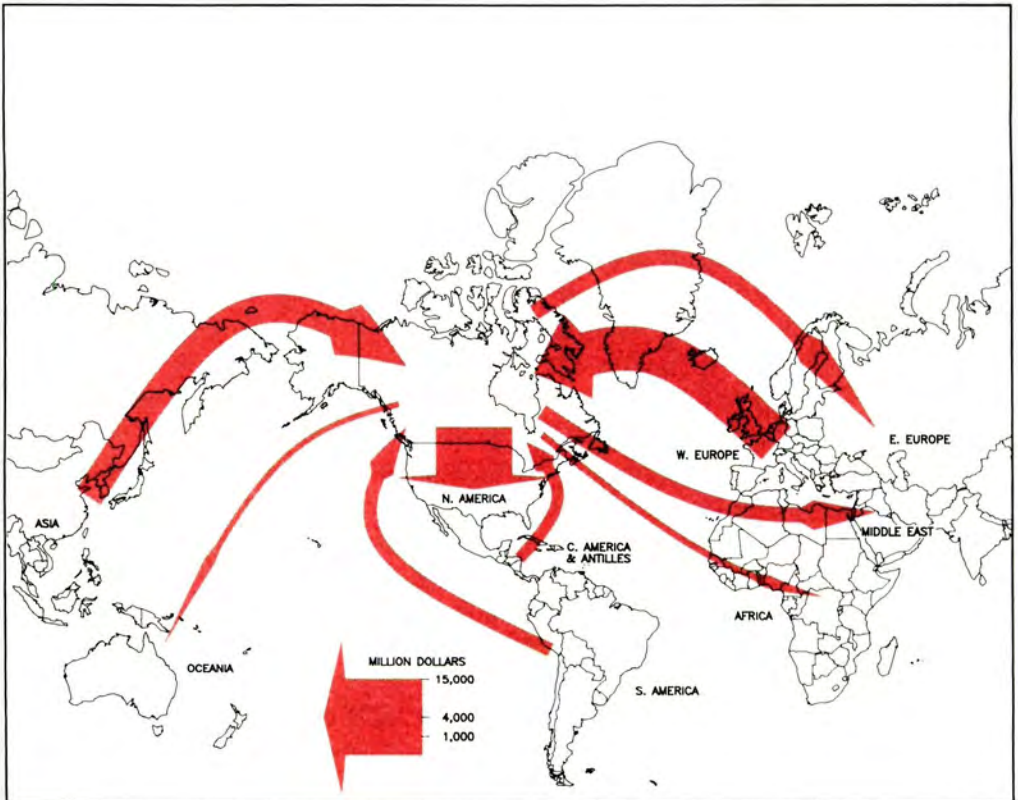 E. EUROPE
W. EUROPE
N. AMERICA
ASIA
MIDDLE EAST
C. AMERICA
& ANTILLES
AFRICA
OCEANIA
MILLION DOLLARS
15,000
S. AMERICA
4,000
1,000